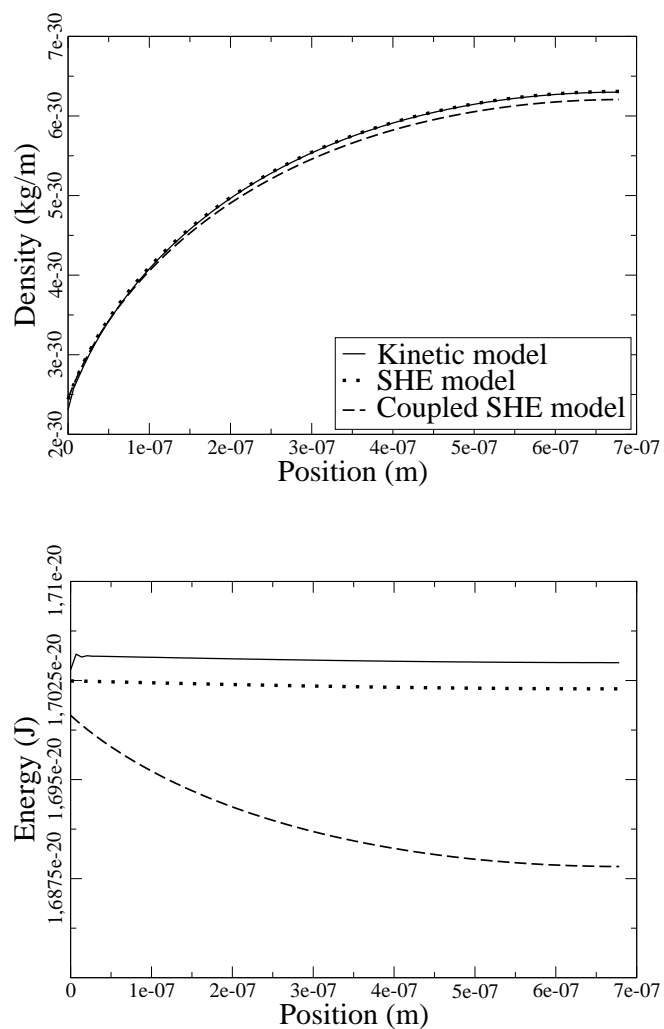 7e-30
6e-30
5e-30
4e-30
3e-30
2e-30
Density (kg/m)
Kinetic model
SHE model
Coupled SHE model
0 1e-07 2e-07 3e-07 4e-07 5e-07 6e-07 7e-07
Position (m)
1,71e-20
1,7025e-20
1,695e-20
1,6875e-20
Energy (J)
0 1e-07 2e-07 3e-07 4e-07 5e-07 6e-07 7e-07
Position (m)